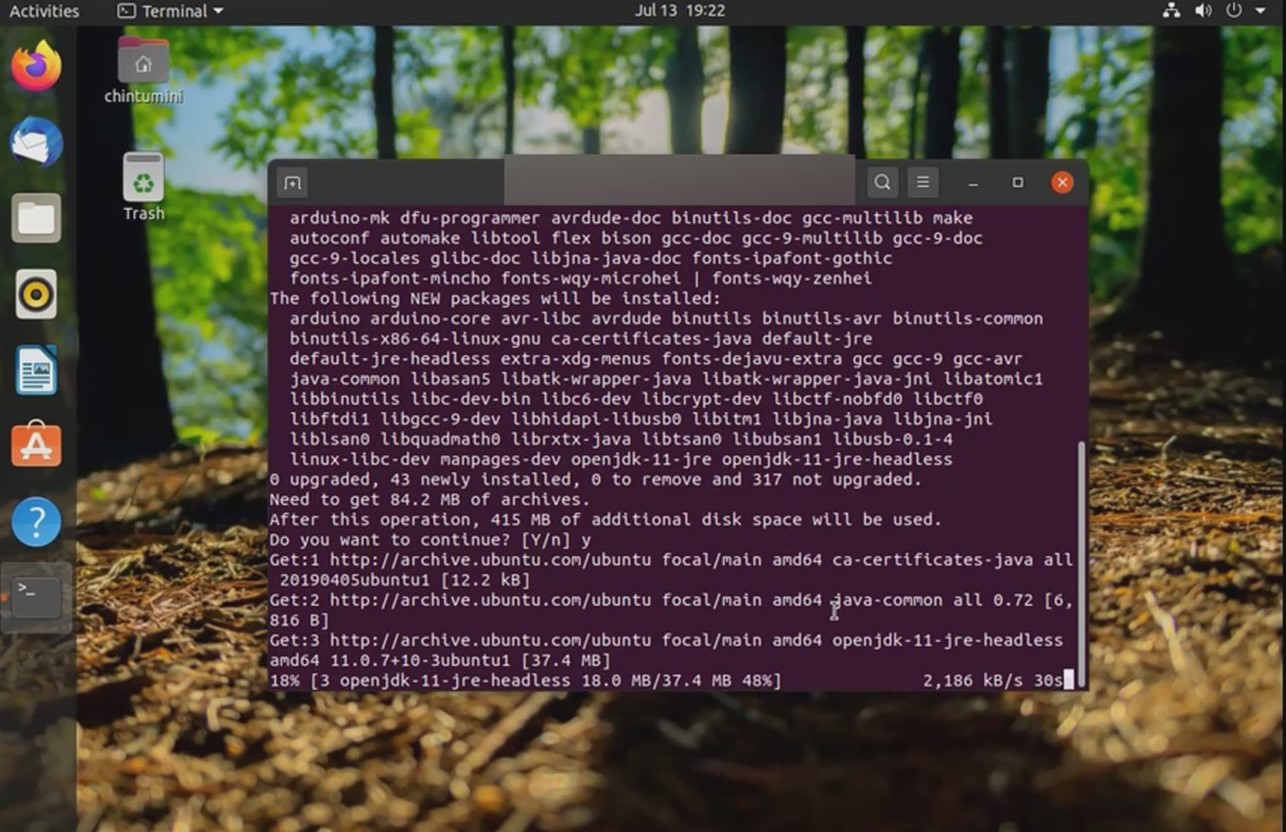 Activities
Terminal
Jul 13 19:22
chintumini
Trash
arduino-mk dfu-programmer avrdude-doc binutils-doc gcc-multilib make
autoconf automake libtool flex bison gcc-doc gcc-9-multilib gcc-9-doc
gcc-9-locales glibc-doc libjna-java-doc fonts-ipafont-gothic
fonts-ipafont-mincho fonts-wqy-microhei | fonts-wqy-zenhei
The following NEW packages will be installed:
arduino arduino-core avr-libc avrdude binutils binutils-avr binutils-common
binutils-x86-64-linux-gnu ca-certificates-java default-jre
default-jre-headless extra-xdg-menus fonts-dejavu-extra gcc gcc-9 gcc-avr
java-common libasan5 libatk-wrapper-java libatk-wrapper-java-jni libatomic1
libbinutils libc-dev-bin libc6-dev libcrypt-dev libctf-nobfd0 libctf0
libftdi1 libgcc-9-dev libhidapi-libusb0 libitm1 libjna-java libjna-jni
liblsan0 libquadmath0 librxtx-java libtsan0 libubsan1 libusb-0.1-4
linux-libc-dev manpages-dev openjdk-11-jre openjdk-11-jre-headless
0 upgraded, 43 newly installed, 0 to remove and 317 not upgraded.
Need to get 84.2 MB of archives.
After this operation, 415 MB of additional disk space will be used.
Do you want to continue? [Y/n] y
Get:1 http://archive.ubuntu.com/ubuntu focal/main amd64 ca-certificates-java all
20190405ubuntu1 [12.2 kB]
Get:2 http://archive.ubuntu.com/ubuntu focal/main amd64 java-common all 0.72 [6,
816 B]
Get:3 http://archive.ubuntu.com/ubuntu focal/main amd64 openjdk-11-jre-headless
amd64 11.0.7+10-3ubuntu1 [37.4 MB]
18% [3 openjdk-11-jre-headless 18.0 MB/37.4 MB 48%] 2,186 kB/s 30s